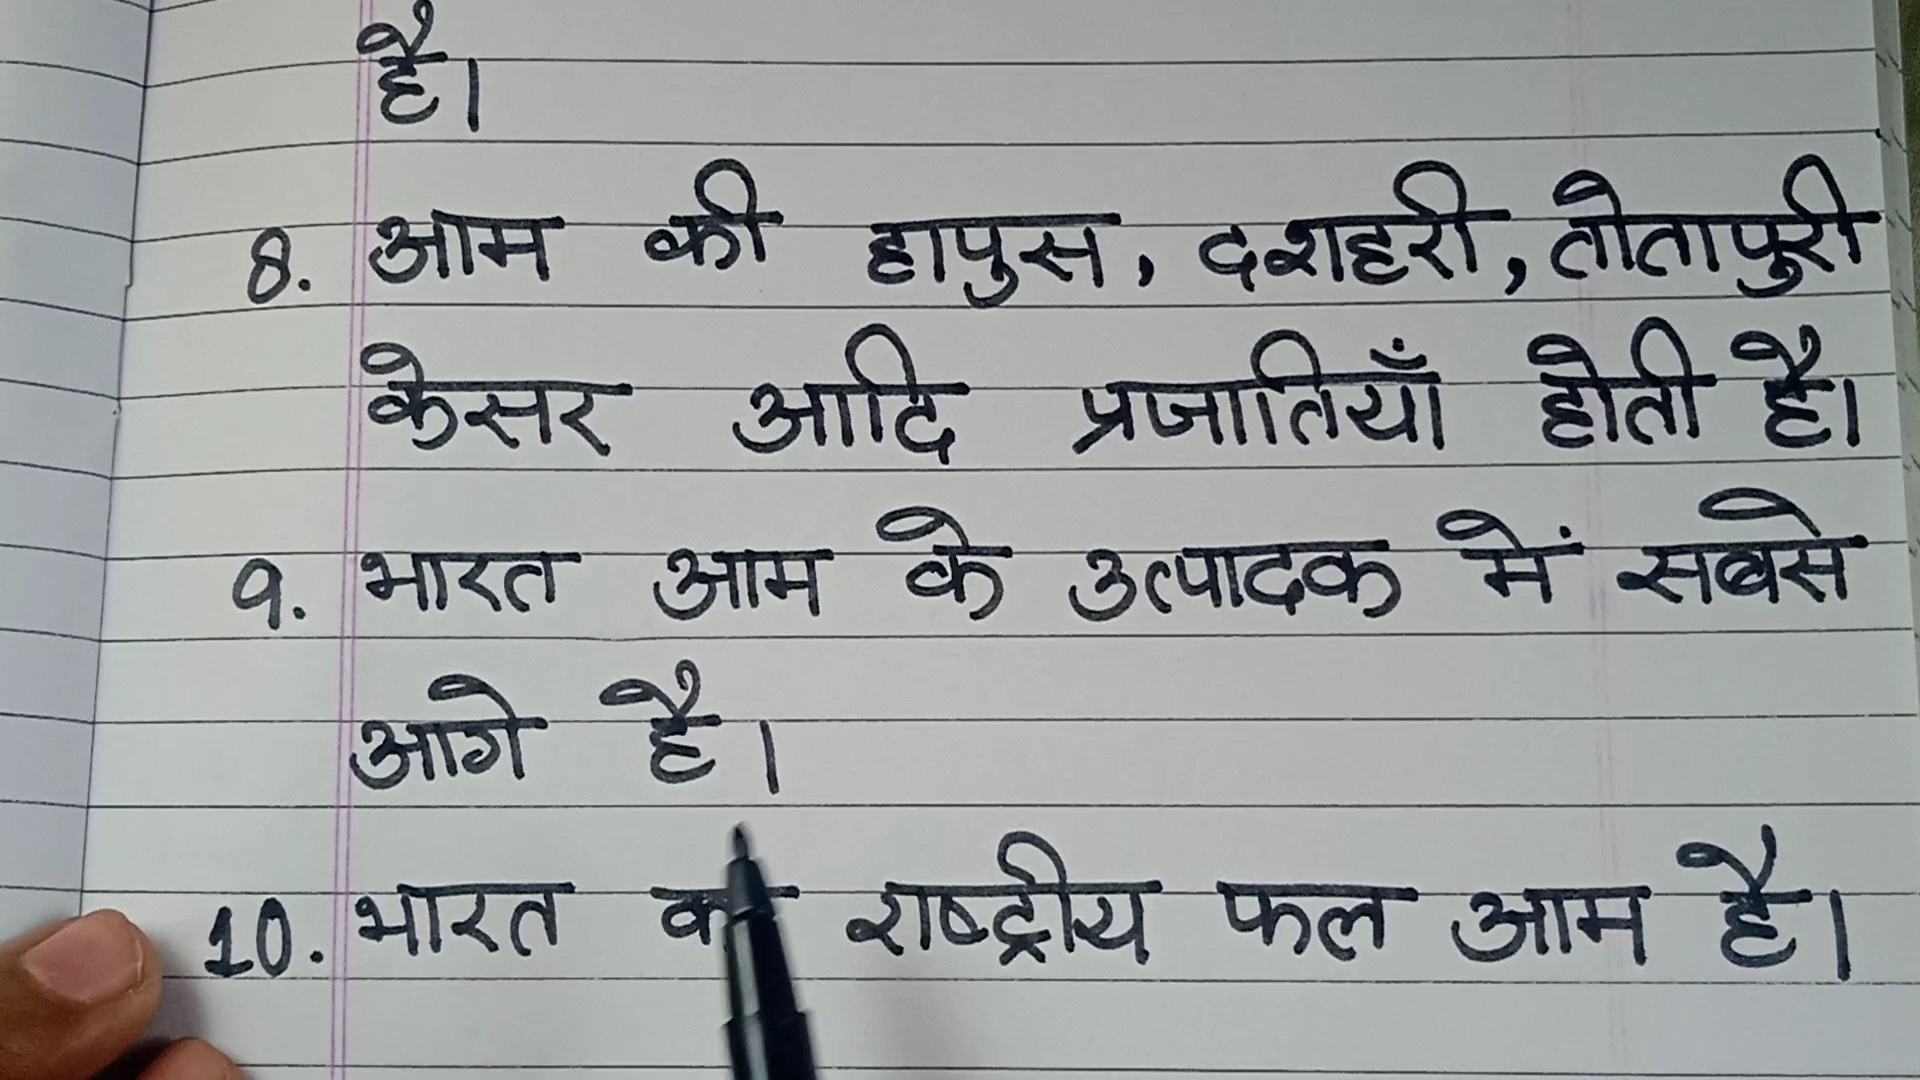 है।
8. आम की हापुस, दशहरी, तोतापुरी
केसर आदि प्रजातियाँ होती है।
9. भारत आम के उत्पादक में सबसे
आगे है।
10. भारत का राष्ट्रीय फल आम है।